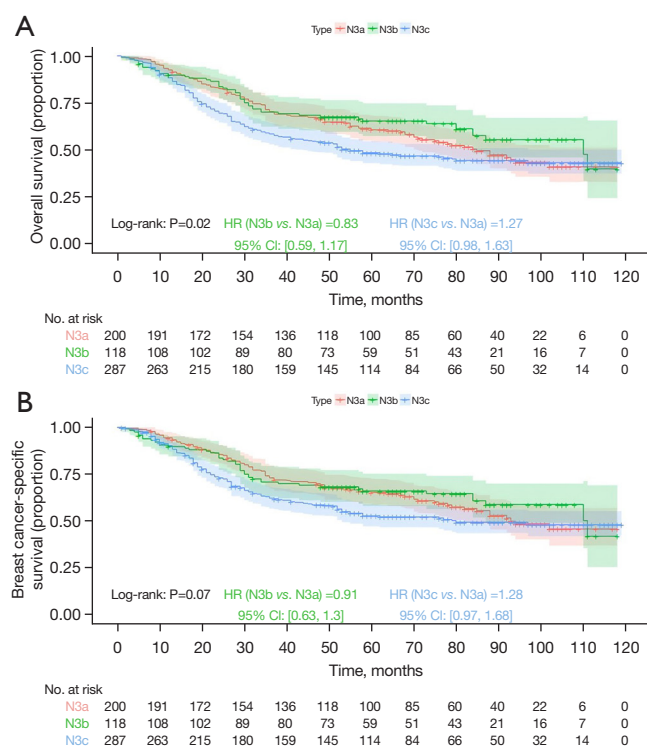 A
Type N3a N3b N3c
1.00
0.75
0.50
0.25
0.00
Overall survival (proportion)
Log-rank: P=0.02 HR (N3b vs. N3a) =0.83 HR (N3c vs. N3a) =1.27
95% CI: [0.59, 1.17] 95% CI: [0.98, 1.63]
0 10 20 30 40 50 60 70 80 90 100 110 120
Time, months
No. at risk
N3a 200 191 172 154 136 118 100 85 60 40 22 6 0
N3b 118 108 102 89 80 73 59 51 43 21 16 7 0
N3c 287 263 215 180 159 145 114 84 66 50 32 14 0
B
Type N3a N3b N3c
1.00
0.75
0.50
0.25
0.00
Breast cancer-specific
survival (proportion)
Log-rank: P=0.07 HR (N3b vs. N3a) =0.91 HR (N3c vs. N3a) =1.28
95% CI: [0.63, 1.3] 95% CI: [0.97, 1.68]
0 10 20 30 40 50 60 70 80 90 100 110 120
Time, months
No. at risk
N3a 200 191 172 154 136 118 100 85 60 40 22 6 0
N3b 118 108 102 89 80 73 59 51 43 21 16 7 0
N3c 287 263 215 180 159 145 114 84 66 50 32 14 0